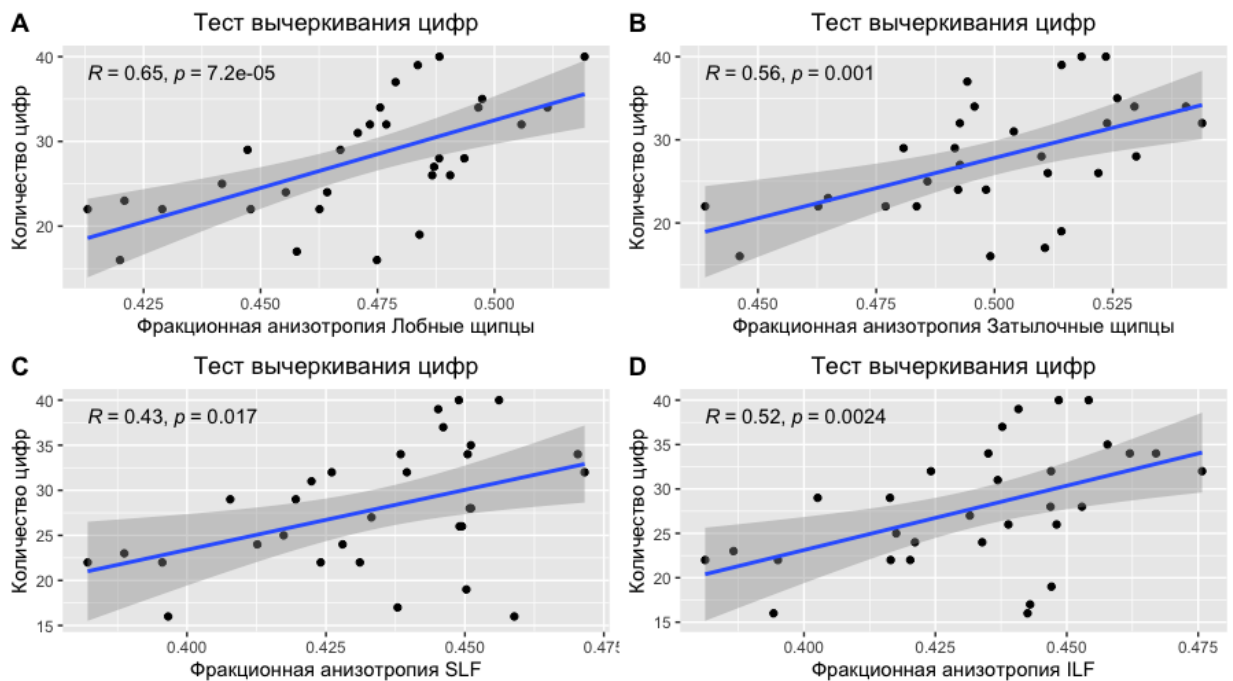 A
Тест вычеркивания цифр
R = 0.65, p = 7.2e-05
Количество цифр
40
30
20
0.425 0.450 0.475 0.500
Фракционная анизотропия Лобные щипцы
B
Тест вычеркивания цифр
R = 0.56, p = 0.001
Количество цифр
40
30
20
0.450 0.475 0.500 0.525
Фракционная анизотропия Затылочные щипцы
C
Тест вычеркивания цифр
R = 0.43, p = 0.017
Количество цифр
40
35
30
25
20
15
0.400 0.425 0.450 0.475
Фракционная анизотропия SLF
D
Тест вычеркивания цифр
R = 0.52, p = 0.0024
Количество цифр
40
35
30
25
20
15
0.400 0.425 0.450 0.475
Фракционная анизотропия ILF